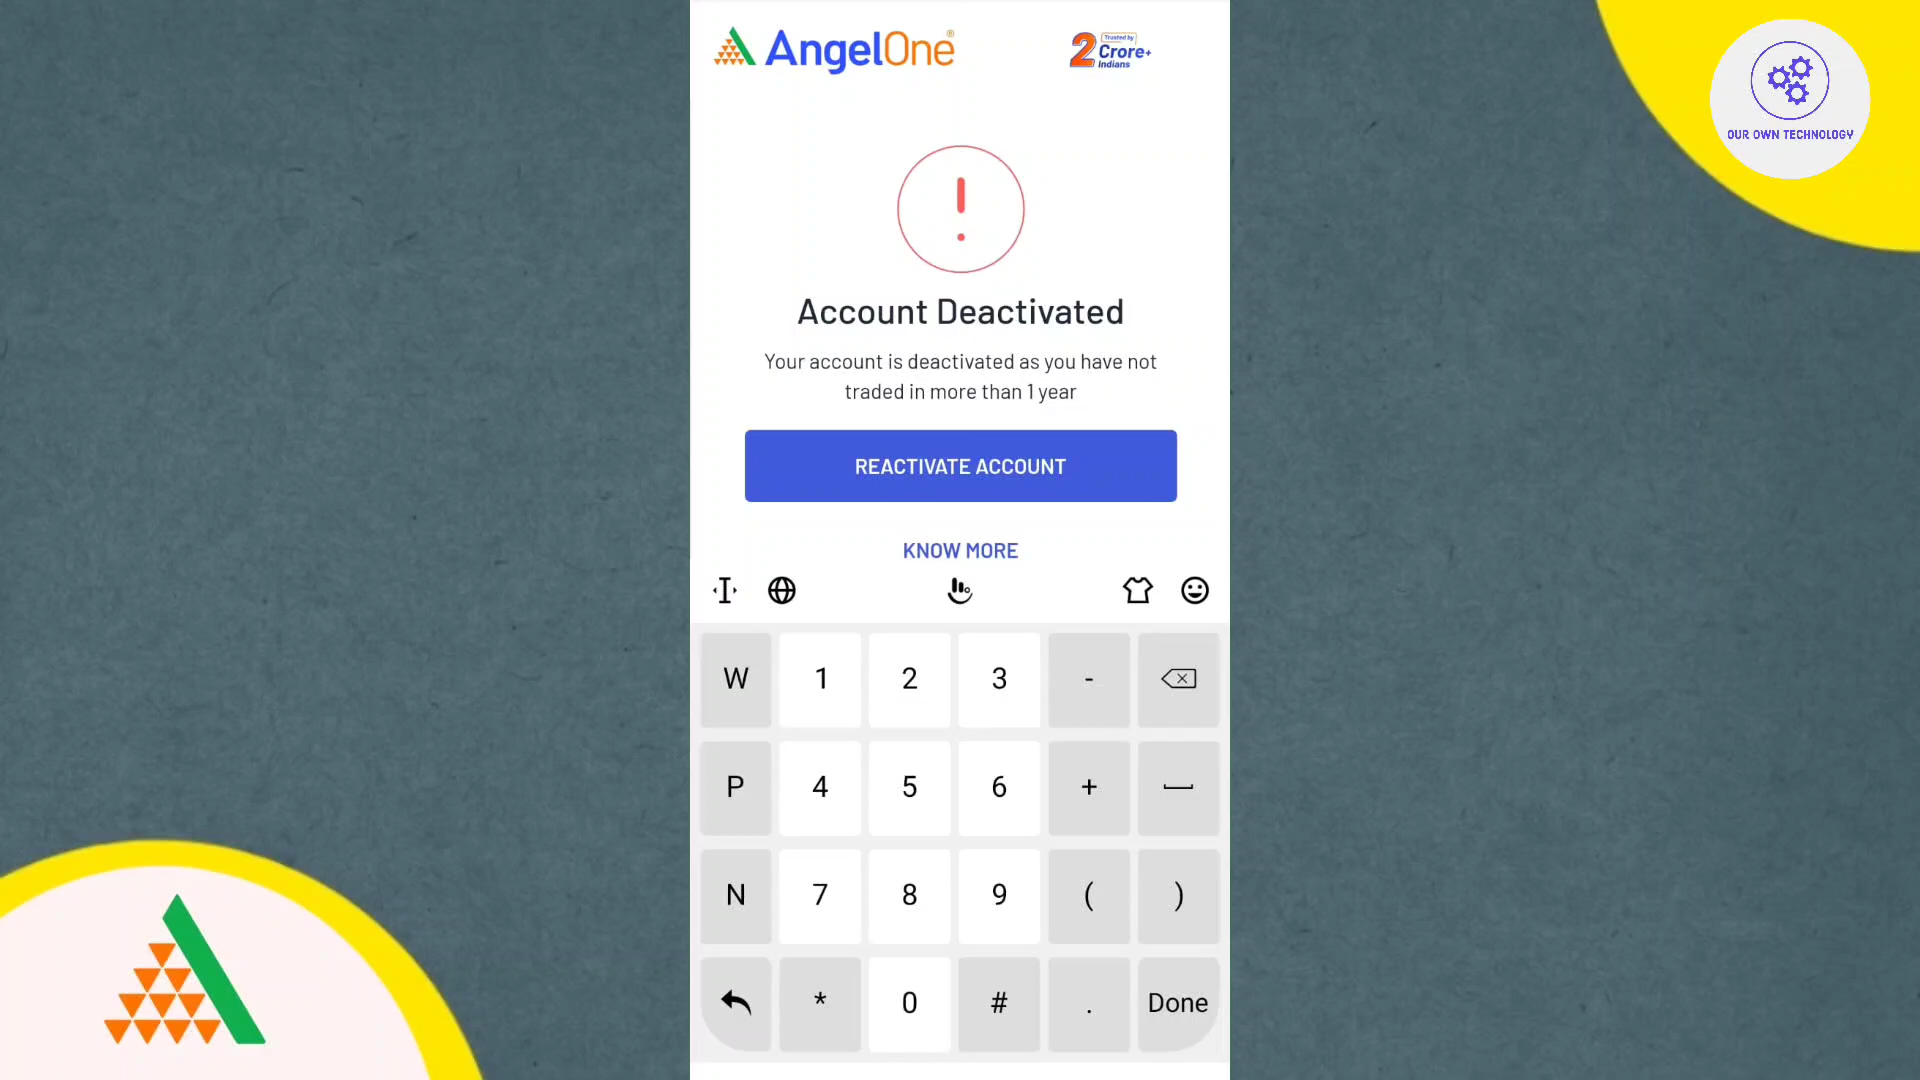 AngelOne®
2 Trusted by
Crore+
Indians
OUR OWN TECHNOLOGY
!
Account Deactivated
Your account is deactivated as you have not
traded in more than 1 year
REACTIVATE ACCOUNT
KNOW MORE
W 1 2 3 -
P 4 5 6 +
N 7 8 9 ( )
* 0 # . Done